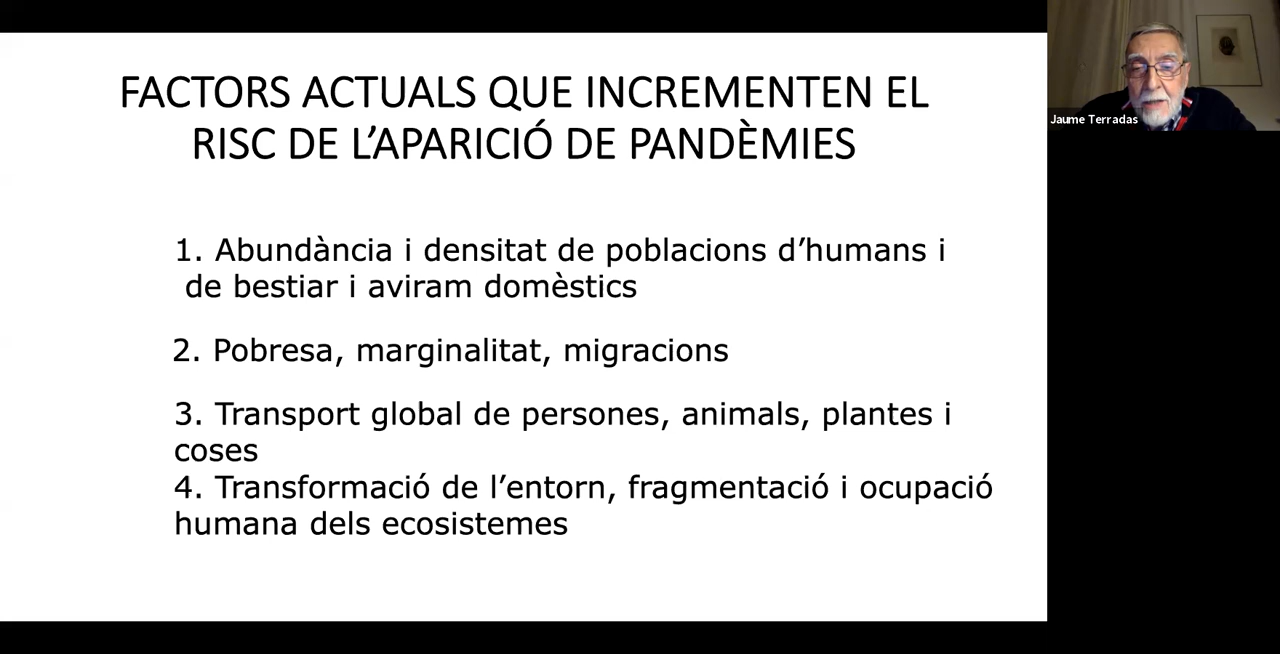 FACTORS ACTUALS QUE INCREMENTEN EL
RISC DE L’APARICIÓ DE PANDÈMIES
1. Abundància i densitat de poblacions d’humans i
de bestiar i aviram domèstics
2. Pobresa, marginalitat, migracions
3. Transport global de persones, animals, plantes i
coses
4. Transformació de l’entorn, fragmentació i ocupació
humana dels ecosistemes
Jaume Terradas